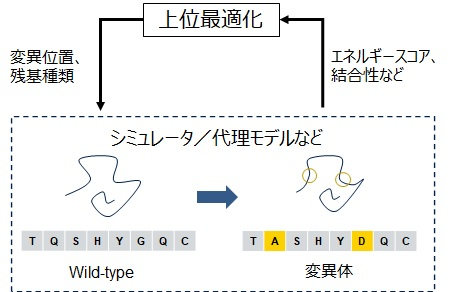 上位最適化
変異位置、
残基種類
エネルギースコア、
結合性など
シミュレータ／代理モデルなど
T Q S H Y G Q C
T A S H Y D Q C
Wild-type
変異体